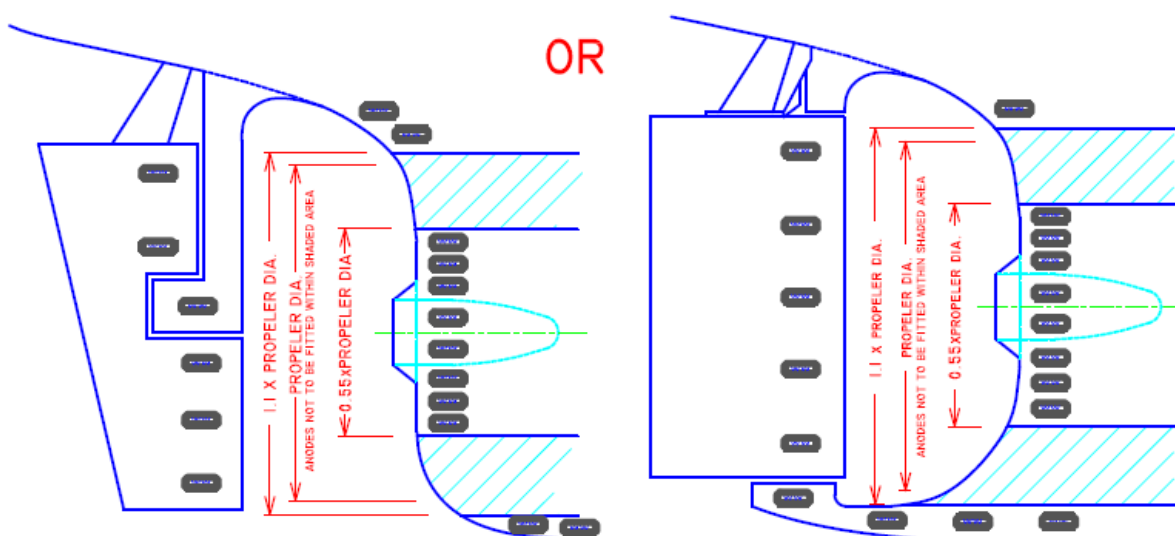 OR
1.1 X PROPELER DIA.
PROPELER DIA.
ANODES NOT TO BE FITTED WITHIN SHADED AREA
0.55xPROPELER DIA
1.1 X PROPELER DIA.
PROPELER DIA.
ANODES NOT TO BE FITTED WITHIN SHADED AREA
0.55xPROPELER DIA.